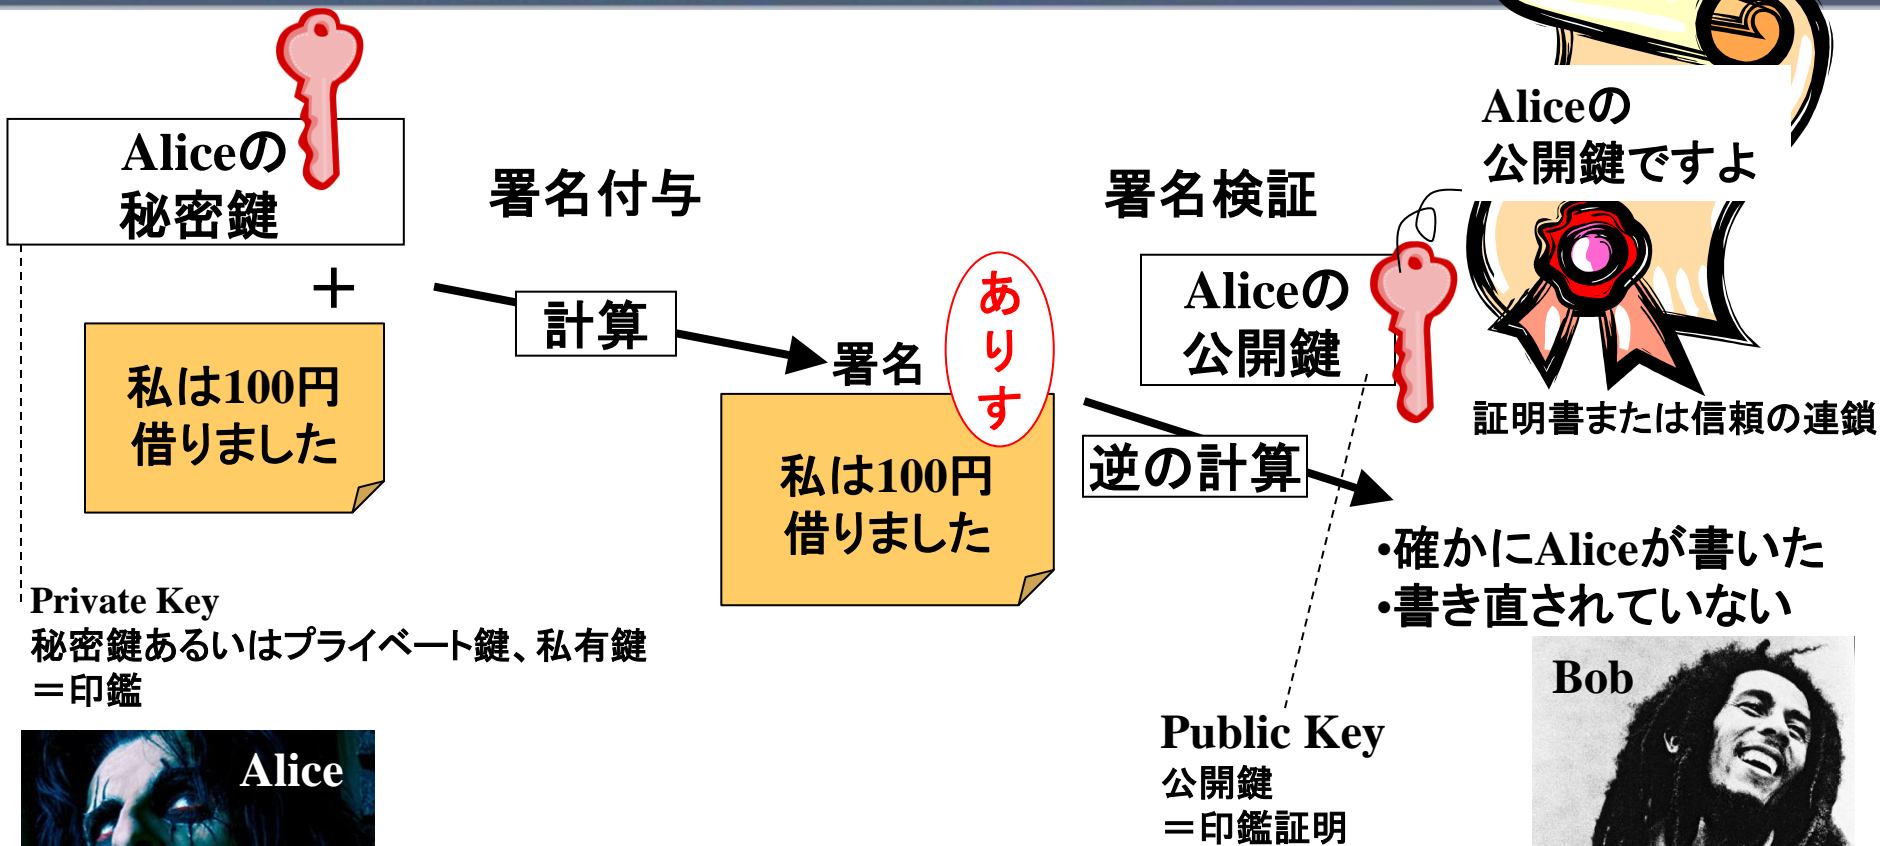 Aliceの
秘密鍵
＋
私は100円
借りました
Private Key
秘密鍵あるいはプライベート鍵、私有鍵
＝印鑑
Alice
署名付与
計算
署名
ありす
私は100円
借りました
署名検証
Aliceの
公開鍵
逆の計算
Aliceの
公開鍵ですよ
証明書または信頼の連鎖
•確かにAliceが書いた
•書き直されていない
Public Key
公開鍵
＝印鑑証明
Bob